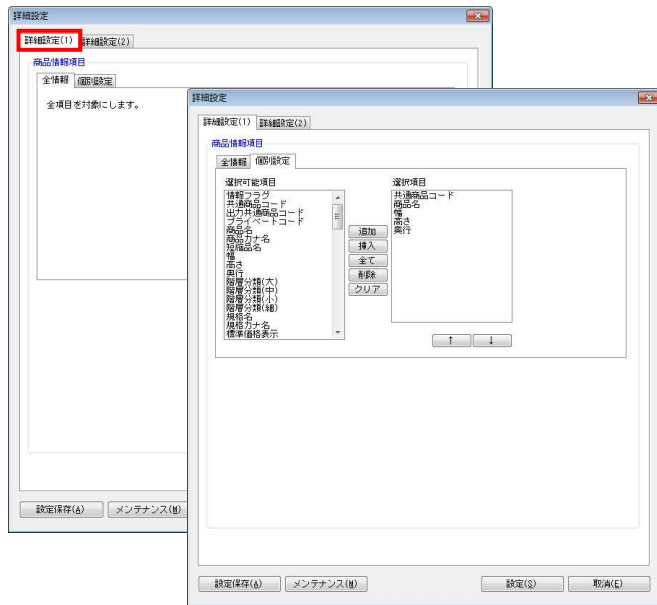 詳細設定
詳細設定(1) 詳細設定(2)
商品情報項目
全情報 個別設定
全項目を対象にします。
設定保存(A) メンテナンス(M)
詳細設定
詳細設定(1) 詳細設定(2)
商品情報項目
全情報 個別設定
選択可能項目
情報フラグ
共通商品コード
出力共通商品コード
プライベートコード
商品名
商品カナ名
短縮品名
幅
高さ
奥行
階層分類(大)
階層分類(中)
階層分類(小)
階層分類(細)
規格名
規格カナ名
標準価格表示
追加
挿入
全て
削除
クリア
選択項目
共通商品コード
商品名
幅
高さ
奥行
↑ ↓
設定保存(A) メンテナンス(M) 設定(S) 取消(E)